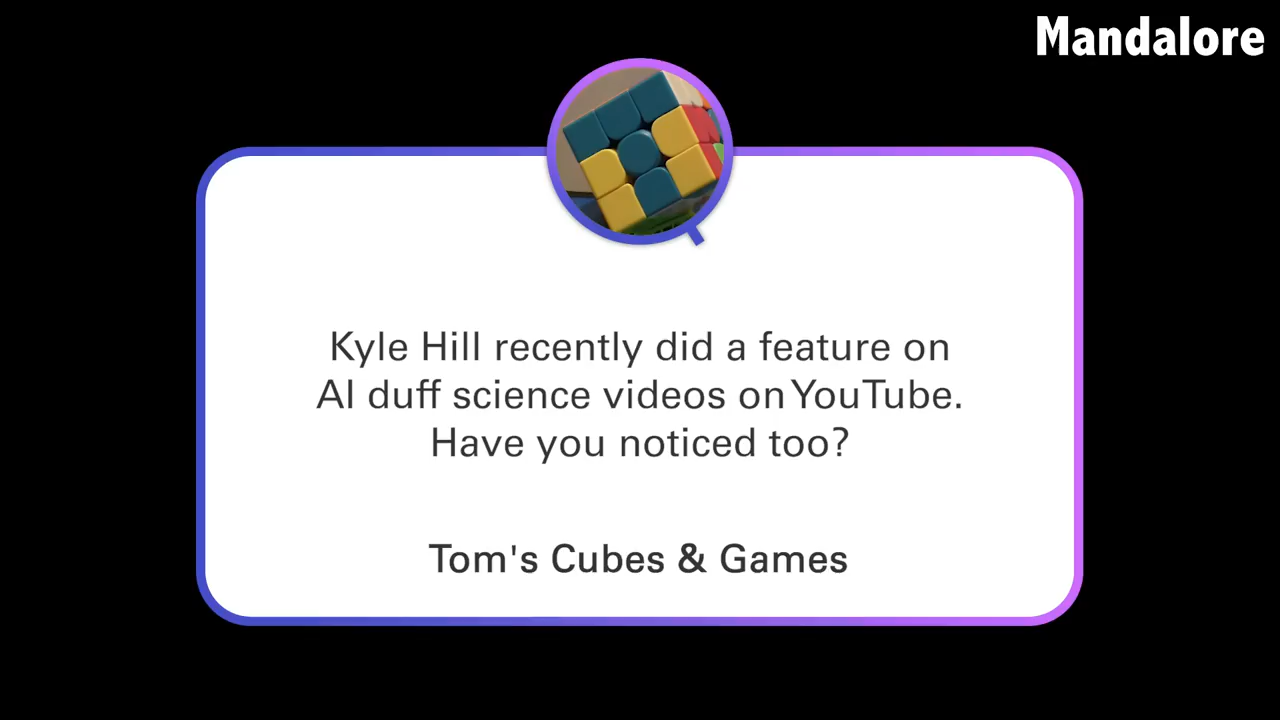 Mandalore
Kyle Hill recently did a feature on
AI duff science videos on YouTube.
Have you noticed too?
Tom's Cubes & Games